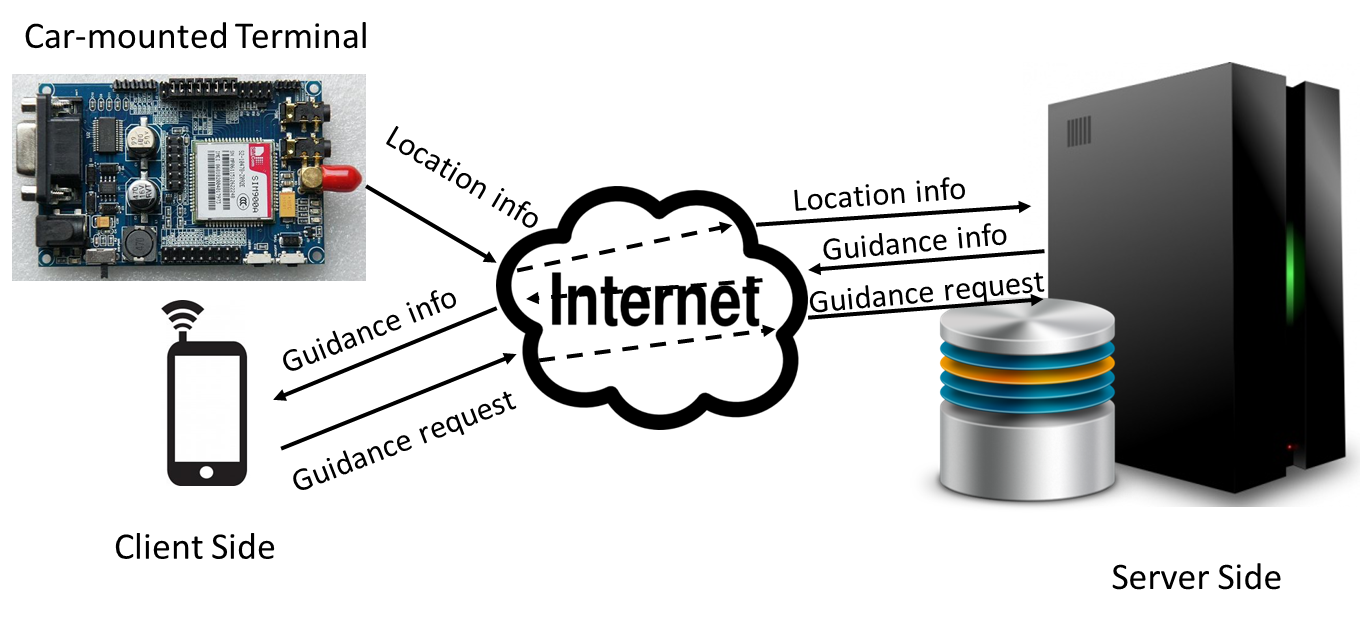 Car-mounted Terminal
SIM900A
Location info
Location info
Guidance info
Internet
Guidance request
Guidance info
Guidance request
Client Side
Server Side